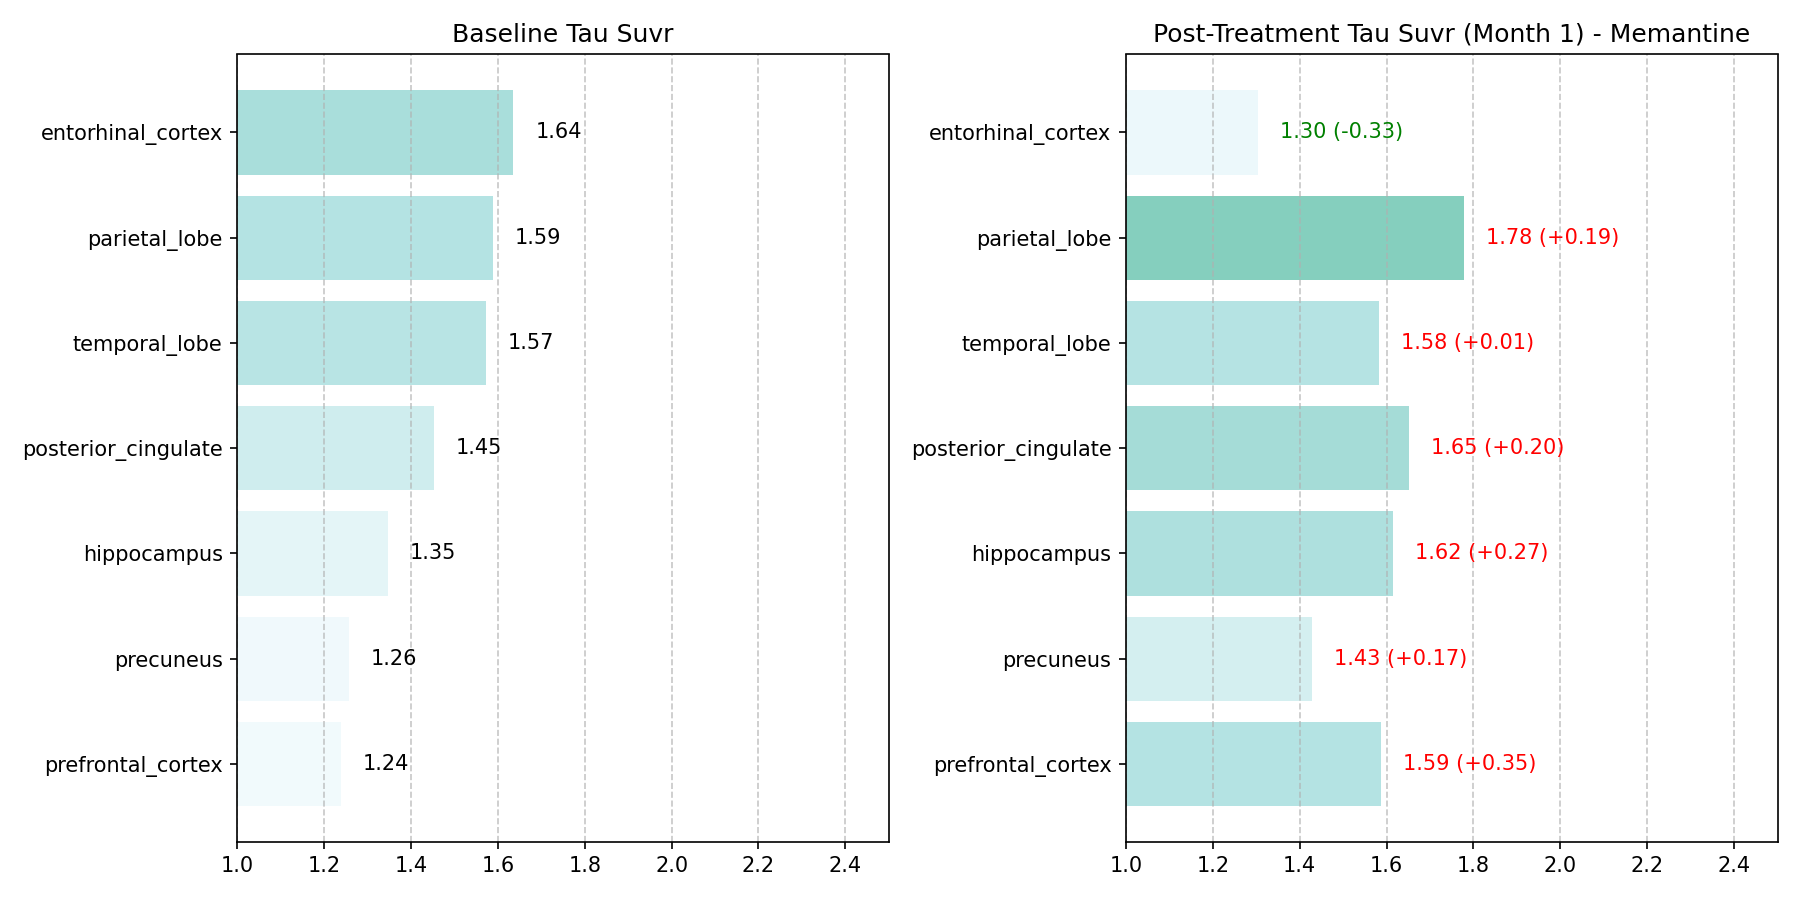 Baseline Tau Suvr
entorhinal_cortex
1.64
parietal_lobe
1.59
temporal_lobe
1.57
posterior_cingulate
1.45
hippocampus
1.35
precuneus
1.26
prefrontal_cortex
1.24
1.0 1.2 1.4 1.6 1.8 2.0 2.2 2.4
Post-Treatment Tau Suvr (Month 1) - Memantine
entorhinal_cortex
1.30 (-0.33)
parietal_lobe
1.78 (+0.19)
temporal_lobe
1.58 (+0.01)
posterior_cingulate
1.65 (+0.20)
hippocampus
1.62 (+0.27)
precuneus
1.43 (+0.17)
prefrontal_cortex
1.59 (+0.35)
1.0 1.2 1.4 1.6 1.8 2.0 2.2 2.4